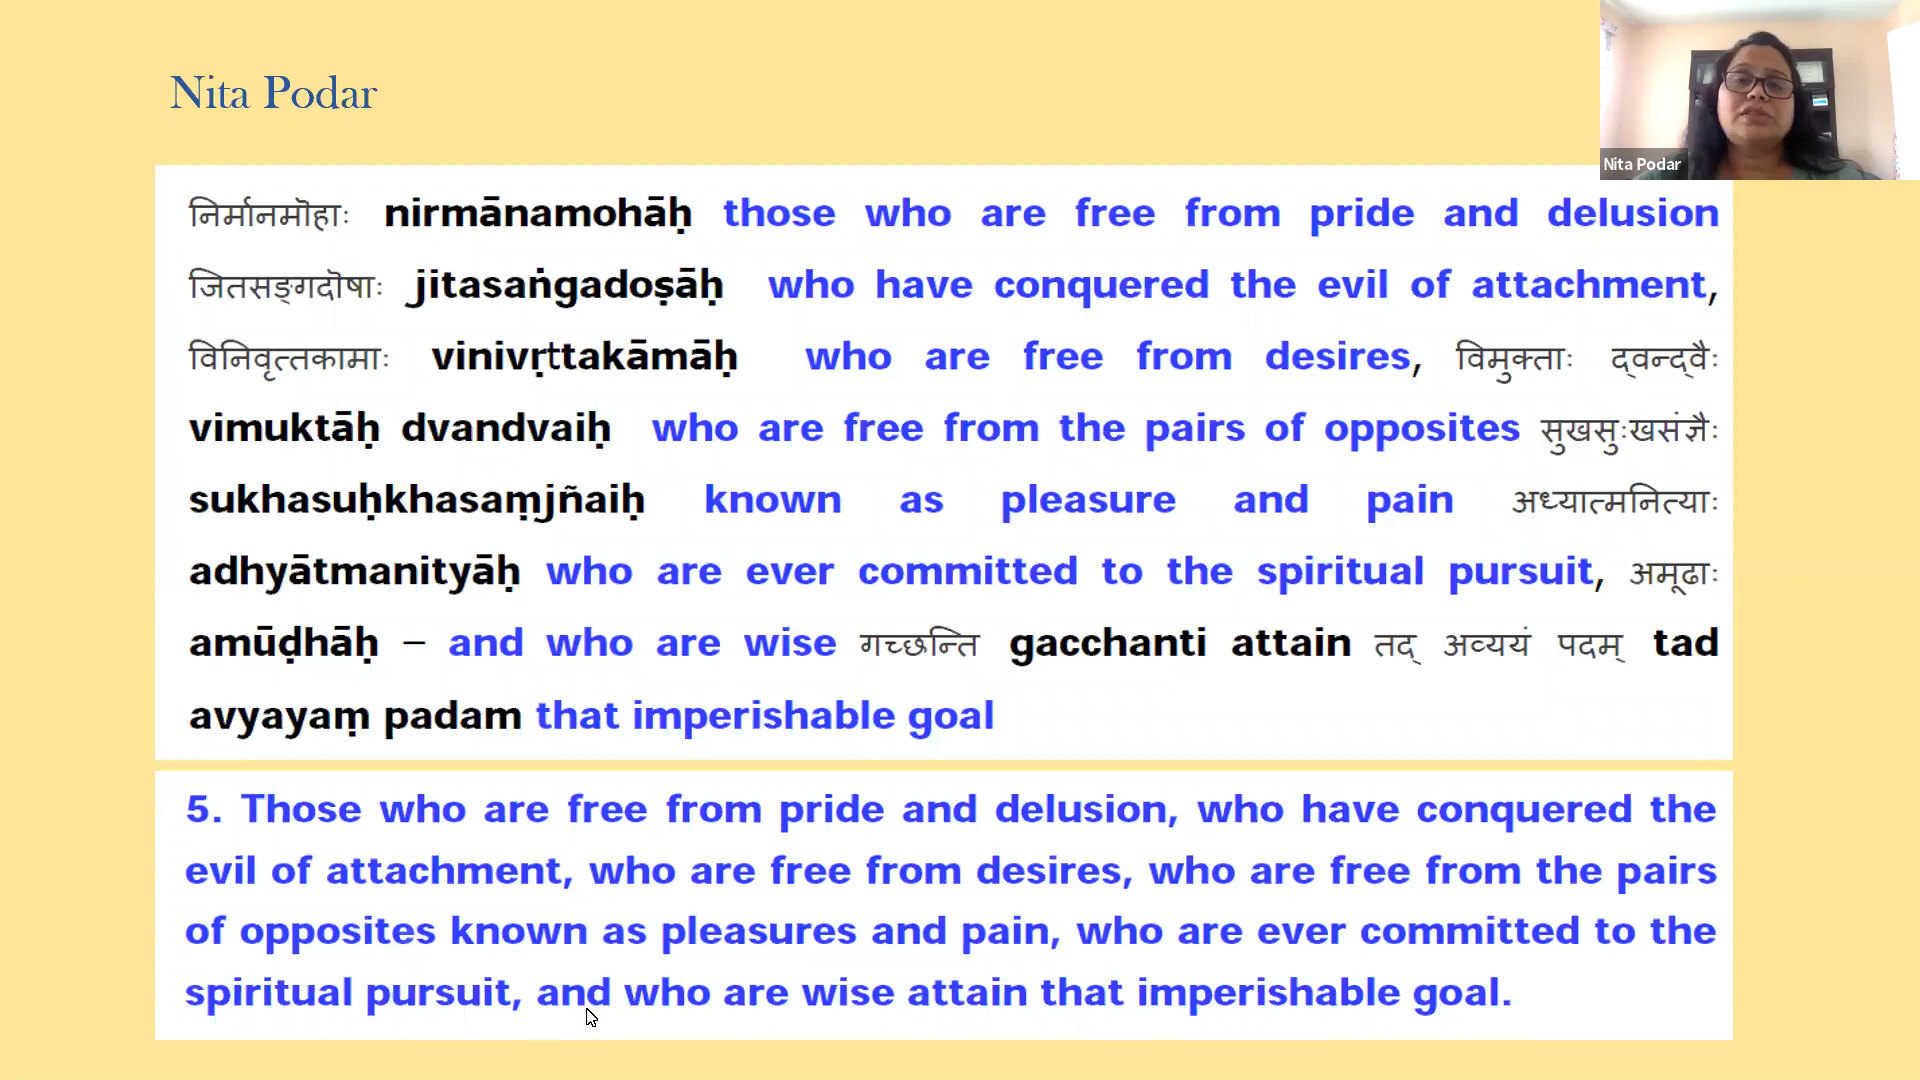 Nita Podar
Nita Podar
निर्मानमॊहाः nirmānamohāḥ those who are free from pride and delusion
जितसङ्गदॊषाः jitasaṅgadoṣāḥ who have conquered the evil of attachment,
विनिवृत्तकामाः vinivṛttakāmāḥ who are free from desires, विमुक्ताः द्वन्द्वैः
vimuktāḥ dvandvaiḥ who are free from the pairs of opposites सुखसुःखसंज्ञैः
sukhasuḥkhasaṃjñaiḥ known as pleasure and pain अध्यात्मनित्याः
adhyātmanityāḥ who are ever committed to the spiritual pursuit, अमूढाः
amūḍhāḥ – and who are wise गच्छन्ति gacchanti attain तद् अव्ययं पदम् tad
avyayaṃ padam that imperishable goal
5. Those who are free from pride and delusion, who have conquered the
evil of attachment, who are free from desires, who are free from the pairs
of opposites known as pleasures and pain, who are ever committed to the
spiritual pursuit, and who are wise attain that imperishable goal.